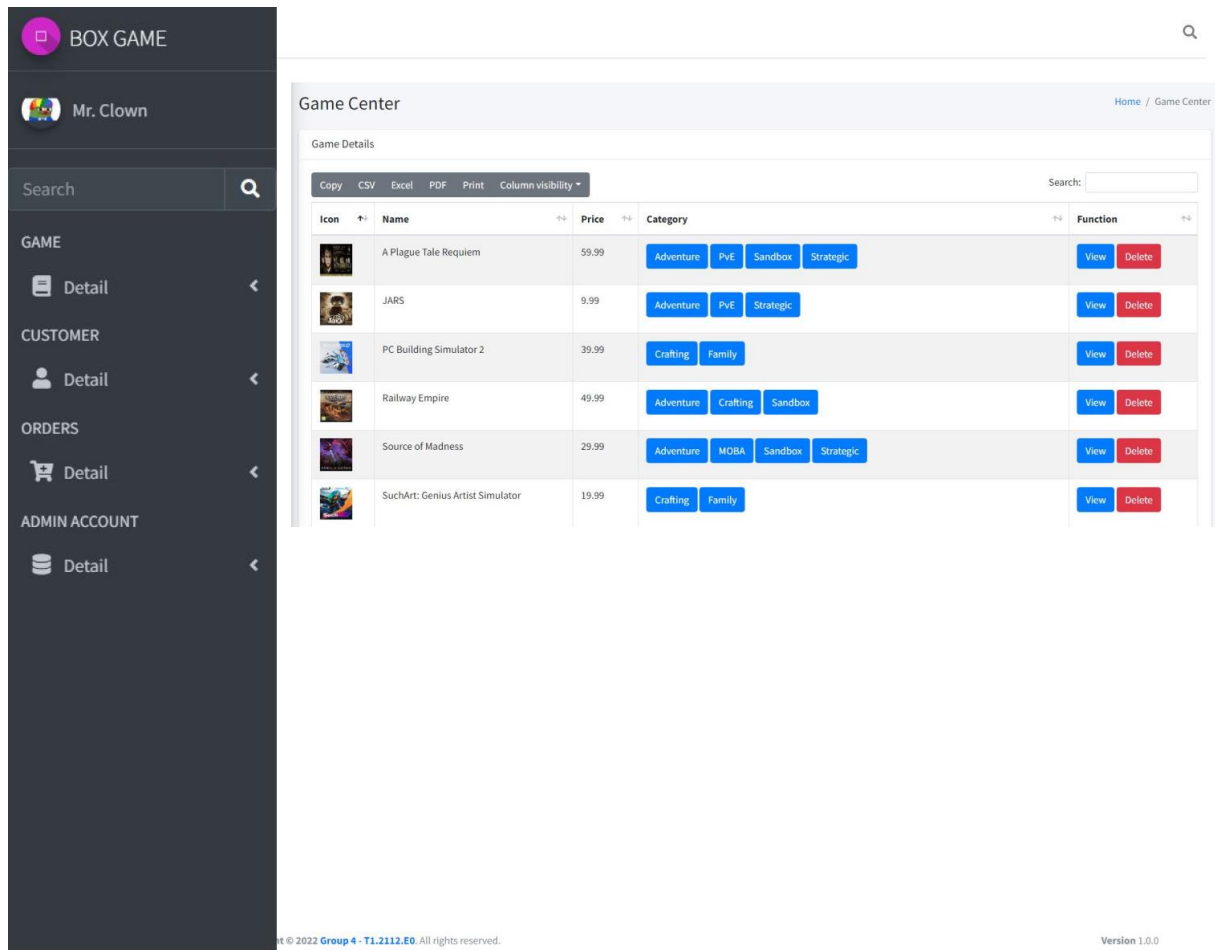 BOX GAME
Mr. Clown
Search
GAME
Detail
CUSTOMER
Detail
ORDERS
Detail
ADMIN ACCOUNT
Detail
Game Center
Home / Game Center
Game Details
Copy CSV Excel PDF Print Column visibility
Search:
Icon Name Price Category Function
A Plague Tale Requiem 59.99 Adventure PvE Sandbox Strategic View Delete
JARS 9.99 Adventure PvE Strategic View Delete
PC Building Simulator 2 39.99 Crafting Family View Delete
Railway Empire 49.99 Adventure Crafting Sandbox View Delete
Source of Madness 29.99 Adventure MOBA Sandbox Strategic View Delete
SuchArt: Genius Artist Simulator 19.99 Crafting Family View Delete
© 2022 Group 4 - T1.2112.E0. All rights reserved.
Version 1.0.0